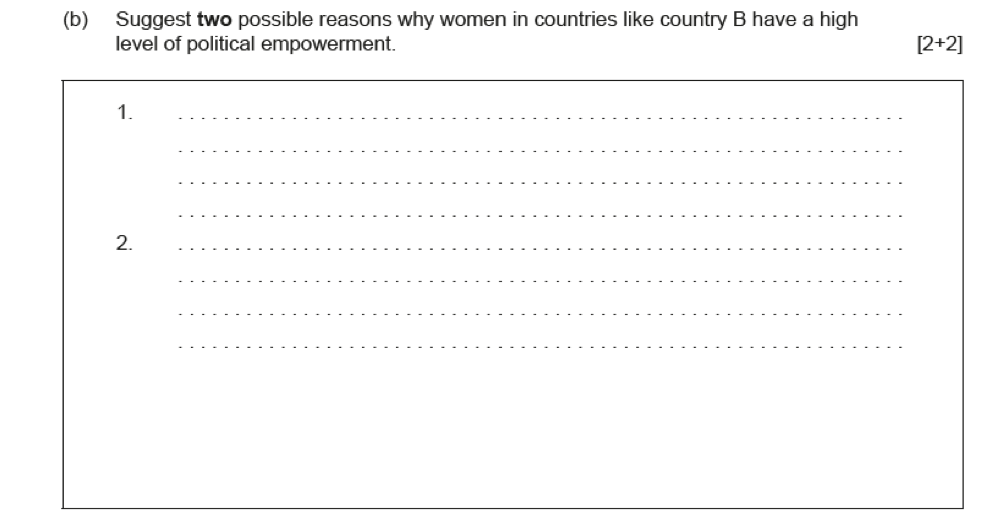 (b) Suggest two possible reasons why women in countries like country B have a high
level of political empowerment. [2+2]
1.
2.